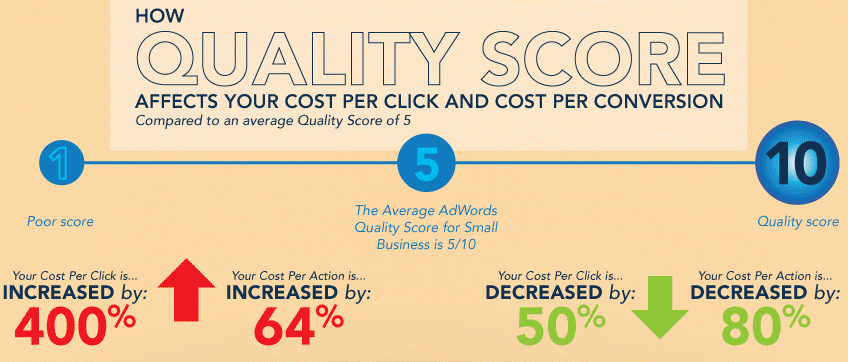 HOW
QUALITY SCORE
AFFECTS YOUR COST PER CLICK AND COST PER CONVERSION
Compared to an average Quality Score of 5
1
5
10
Poor score
The Average AdWords
Quality Score for Small
Business is 5/10
Quality score
Your Cost Per Click is...
INCREASED by:
400%
Your Cost Per Action is...
INCREASED by:
64%
Your Cost Per Click is...
DECREASED by:
50%
Your Cost Per Action is...
DECREASED by:
80%